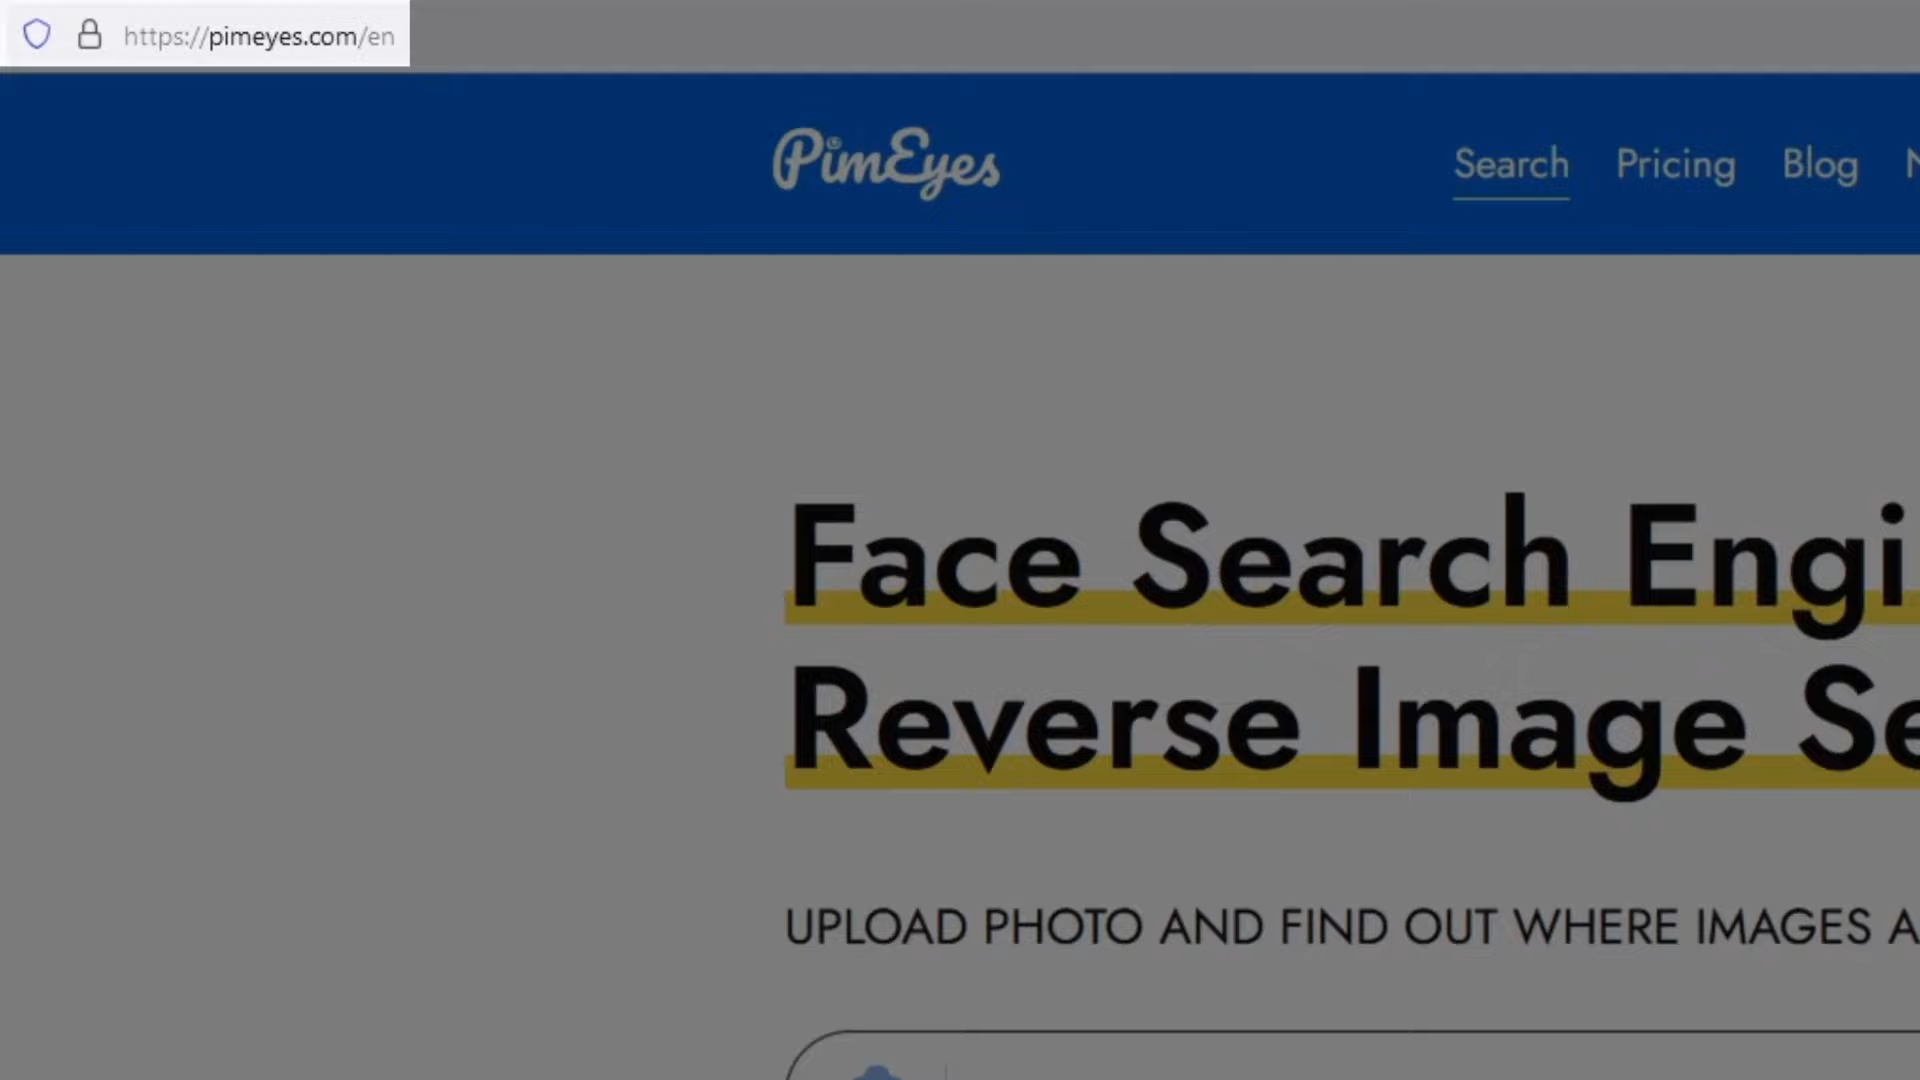 https://pimeyes.com/en
PimEyes
Search Pricing Blog
Face Search Engi
Reverse Image Se
UPLOAD PHOTO AND FIND OUT WHERE IMAGES A